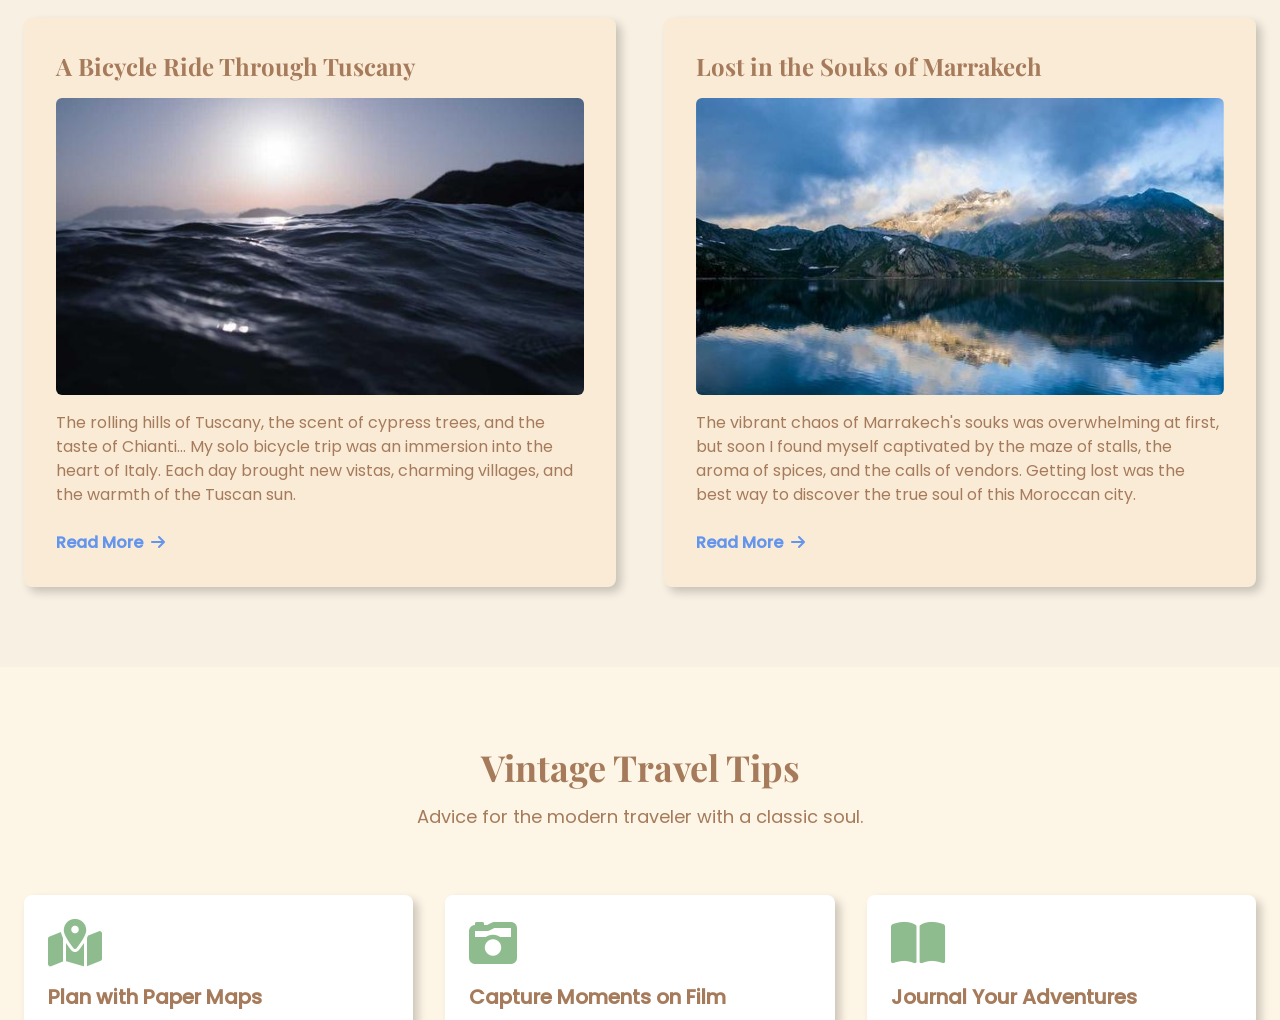 A Bicycle Ride Through Tuscany
The rolling hills of Tuscany, the scent of cypress trees, and the
taste of Chianti... My solo bicycle trip was an immersion into the
heart of Italy. Each day brought new vistas, charming villages, and
the warmth of the Tuscan sun.
Read More
Lost in the Souks of Marrakech
The vibrant chaos of Marrakech's souks was overwhelming at first,
but soon I found myself captivated by the maze of stalls, the
aroma of spices, and the calls of vendors. Getting lost was the
best way to discover the true soul of this Moroccan city.
Read More
Vintage Travel Tips
Advice for the modern traveler with a classic soul.
Plan with Paper Maps
Capture Moments on Film
Journal Your Adventures